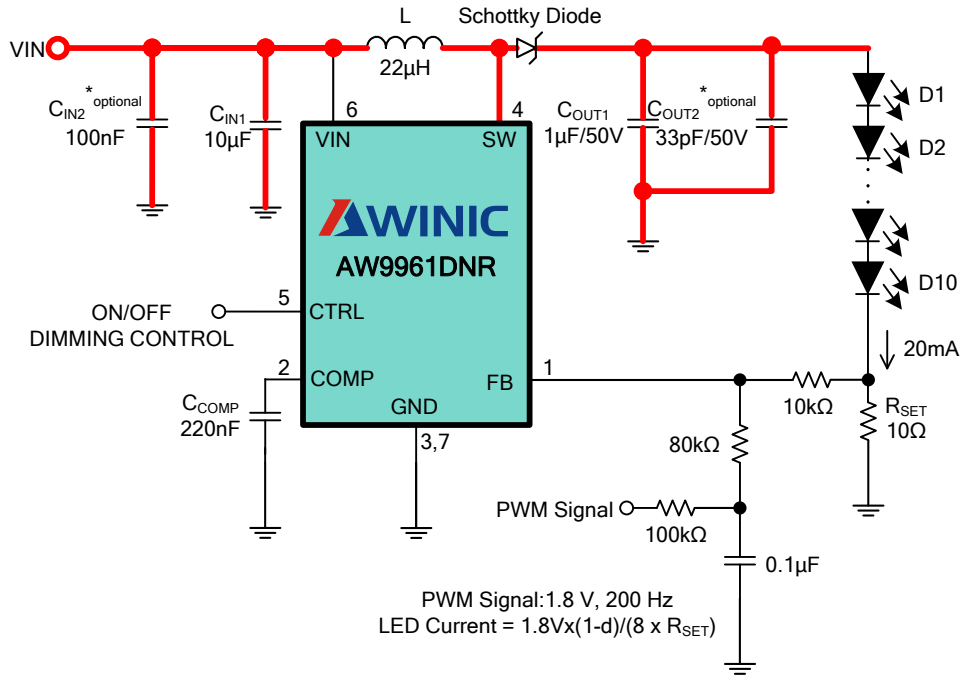 L
Schottky Diode
VIN
22µH
CIN2 *optional
100nF
CIN1
10µF
6
VIN
4
SW
COUT1
1µF/50V
COUT2 *optional
33pF/50V
D1
D2
D10
AWINIC
AW9961DNR
ON/OFF
DIMMING CONTROL
5
CTRL
2
COMP
CCOMP
220nF
GND
3,7
FB
1
20mA
10kΩ
RSET
10Ω
80kΩ
PWM Signal
100kΩ
0.1µF
PWM Signal:1.8 V, 200 Hz
LED Current = 1.8Vx(1-d)/(8 x RSET)